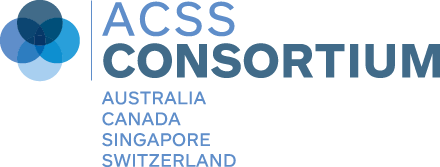 ACSS
CONSORTIUM
AUSTRALIA
CANADA
SINGAPORE
SWITZERLAND